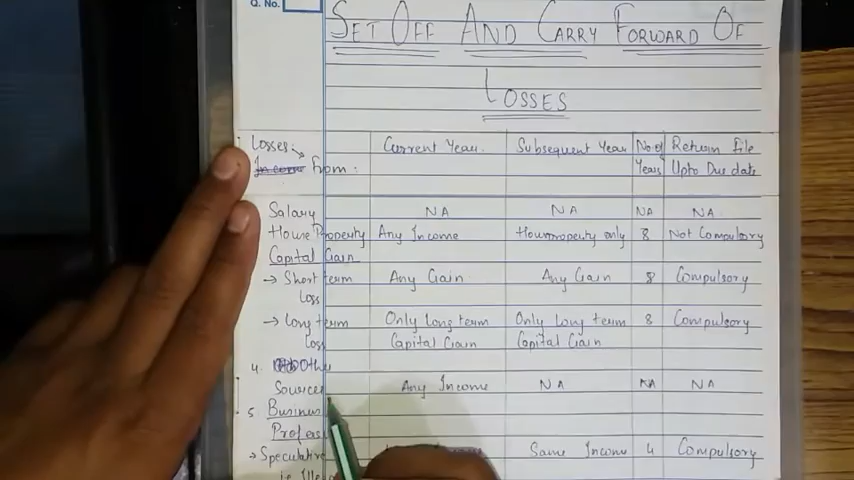 Q. No.
SET OFF AND CARRY FORWARD OF
LOSSES
Losses From: Current Year Subsequent Year No of Years Return File Upto Due date
Salary NA NA NA NA
House Property Any Income House property only 8 Not Compulsory
Capital Gain
→ Short term Loss Any Gain Any Gain 8 Compulsory
→ Long term Loss Only Long term Capital Gain Only Long term Capital Gain 8 Compulsory
4. Other Sources Any Income NA NA NA
5 Business
→ Speculative Same Income 4 Compulsory